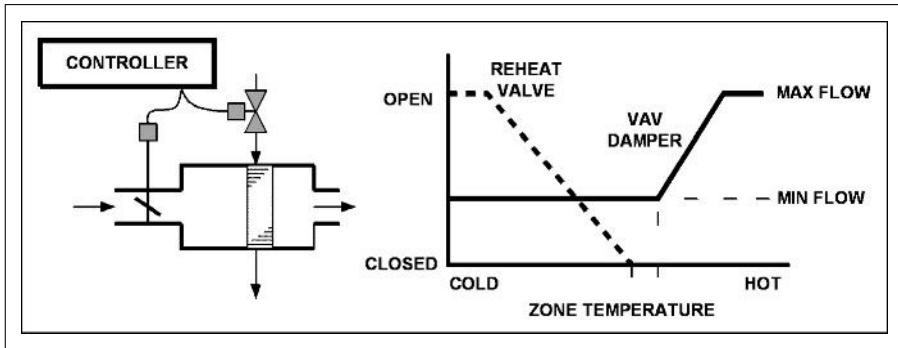 CONTROLLER
REHEAT
VALVE
OPEN
MAX FLOW
VAV
DAMPER
MIN FLOW
CLOSED
COLD
HOT
ZONE TEMPERATURE